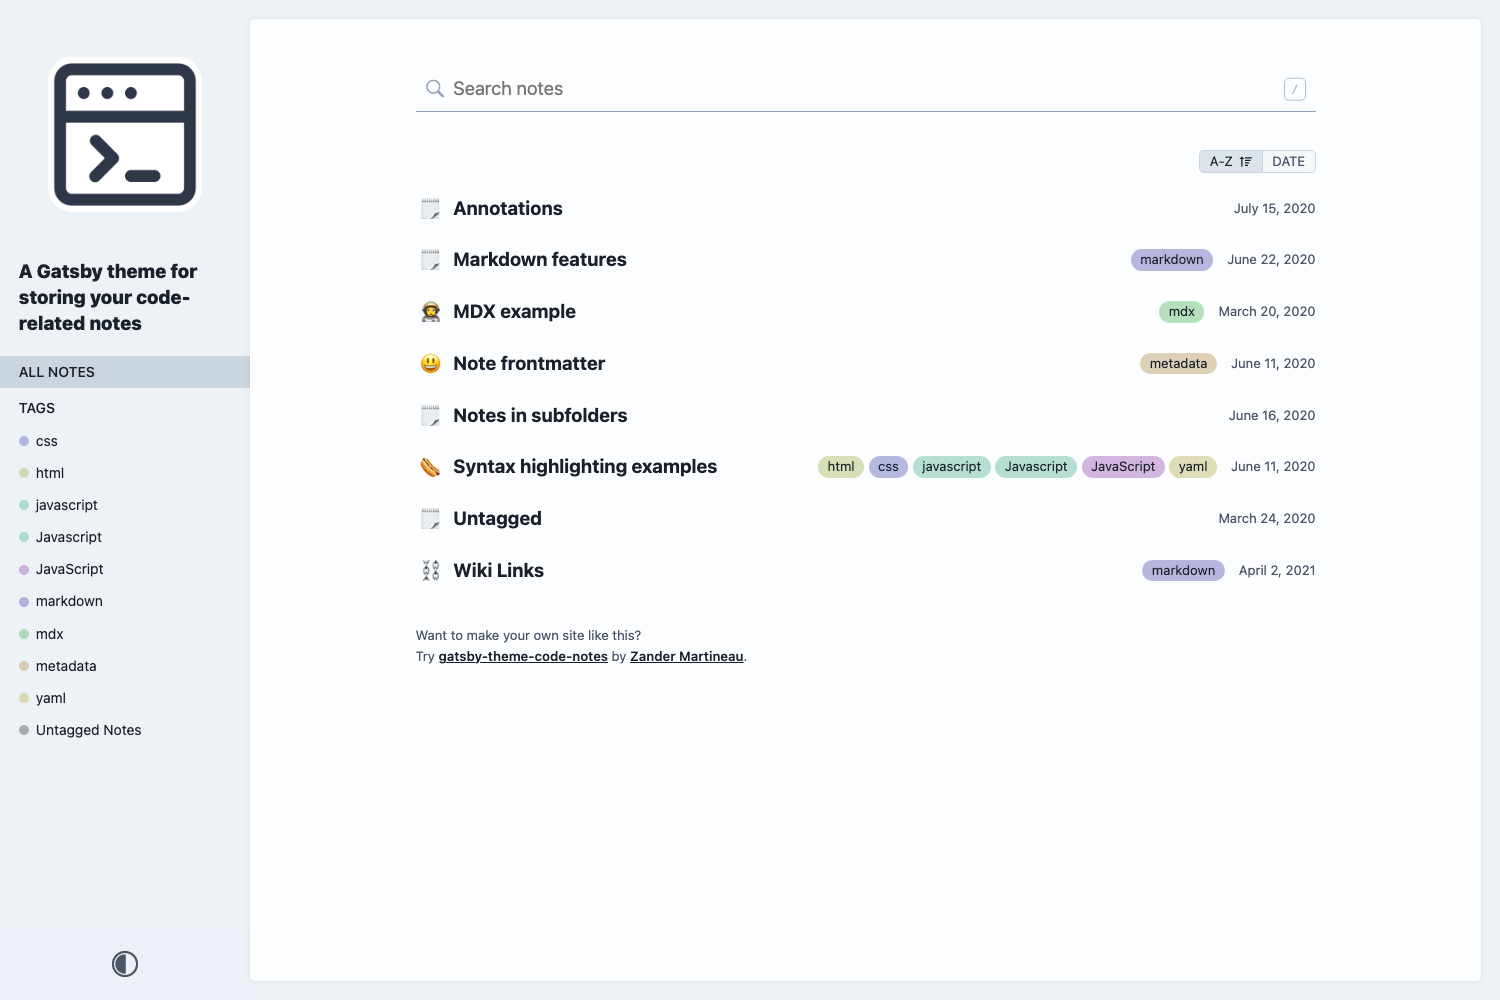 A Gatsby theme for
storing your code-
related notes
ALL NOTES
TAGS
css
html
javascript
Javascript
JavaScript
markdown
mdx
metadata
yaml
Untagged Notes
Search notes /
A-Z DATE
Annotations July 15, 2020
Markdown features markdown June 22, 2020
MDX example mdx March 20, 2020
Note frontmatter metadata June 11, 2020
Notes in subfolders June 16, 2020
Syntax highlighting examples html css javascript Javascript JavaScript yaml June 11, 2020
Untagged March 24, 2020
Wiki Links markdown April 2, 2021
Want to make your own site like this?
Try gatsby-theme-code-notes by Zander Martineau.